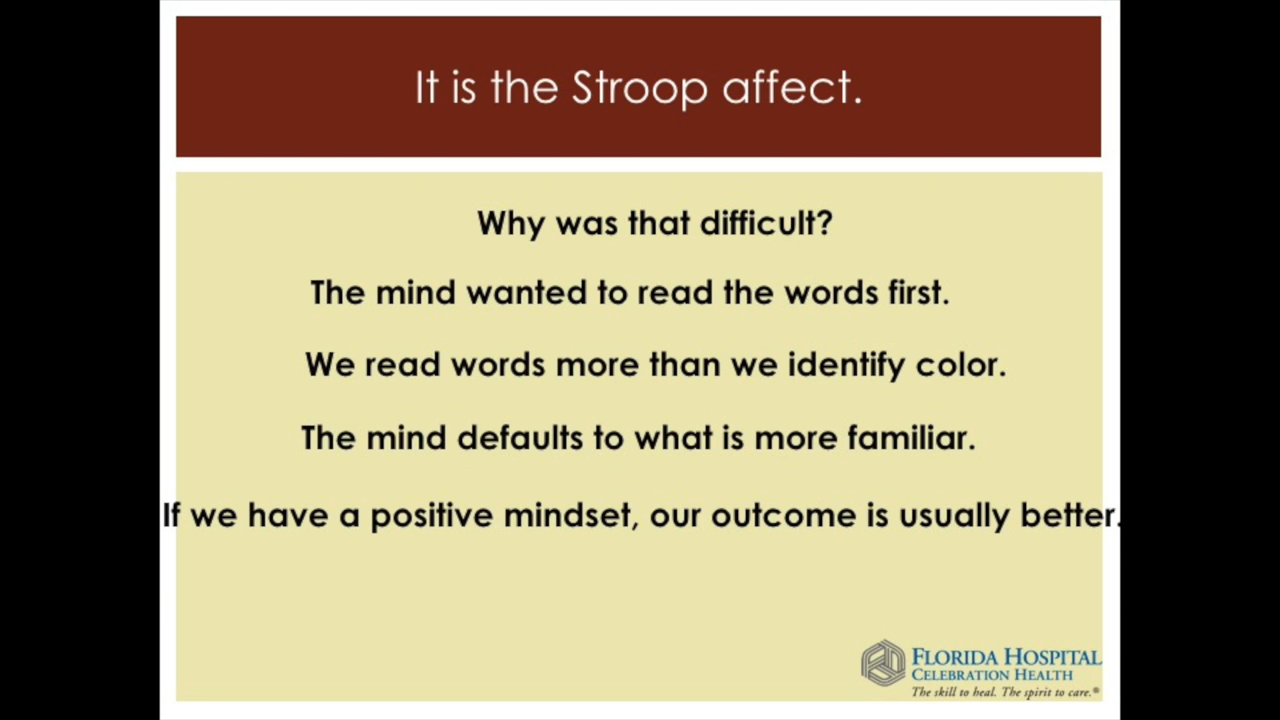 It is the Stroop affect.
Why was that difficult?
The mind wanted to read the words first.
We read words more than we identify color.
The mind defaults to what is more familiar.
If we have a positive mindset, our outcome is usually better.
FLORIDA HOSPITAL
CELEBRATION HEALTH
The skill to heal. The spirit to care.®